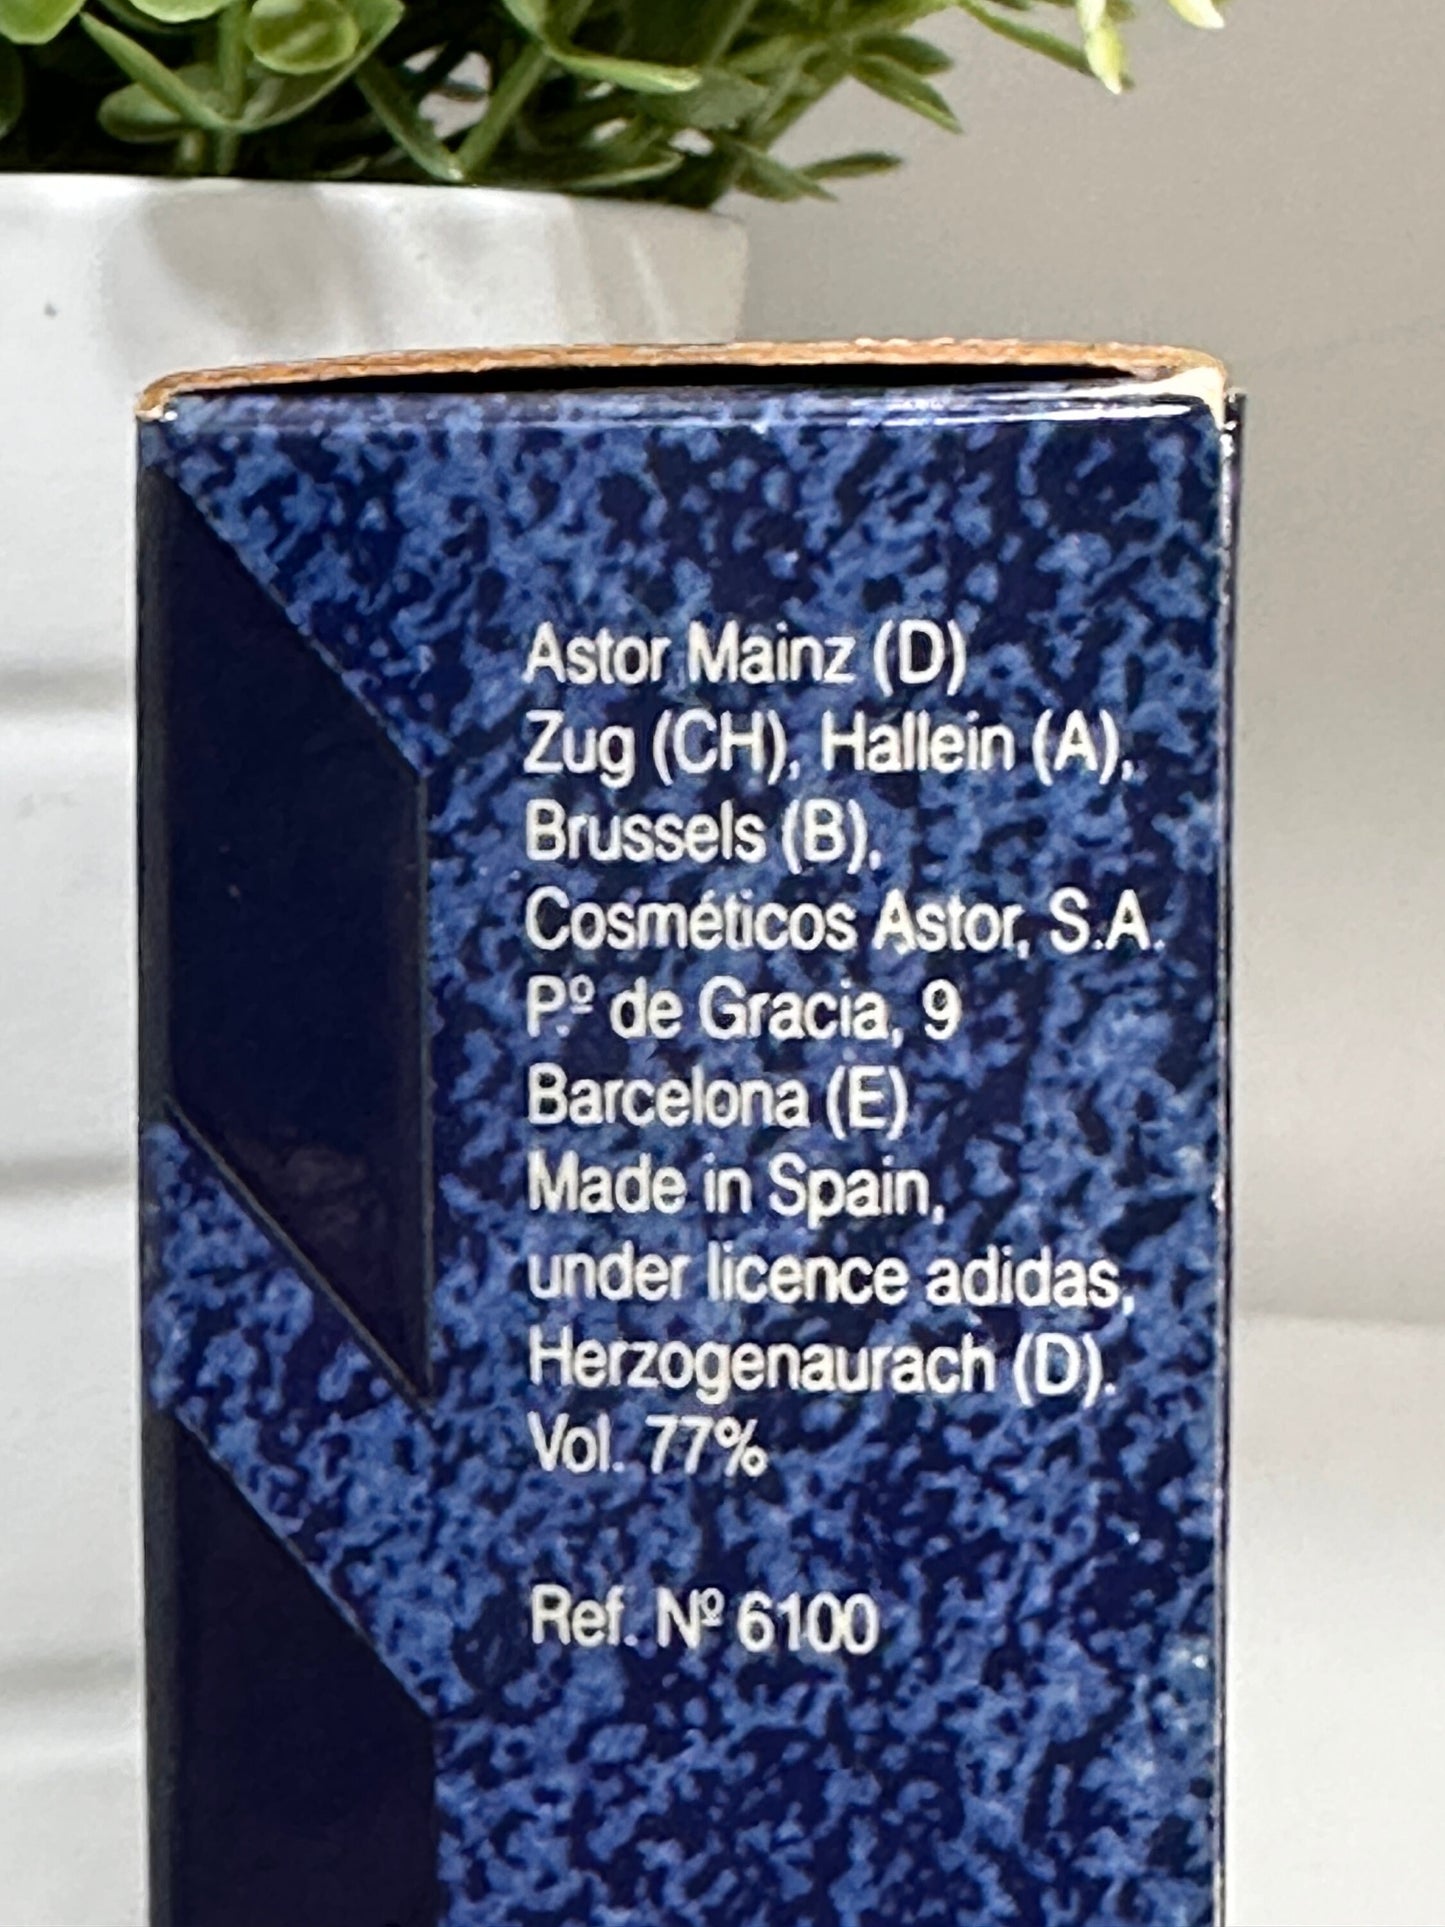 Astor Mainz (D)
Zug (CH), Hallein (A),
Brussels (B),
Cosméticos Astor, S.A.
P.º de Gracia, 9
Barcelona (E)
Made in Spain,
under licence adidas,
Herzogenaurach (D).
Vol. 77%
Ref. Nº 6100